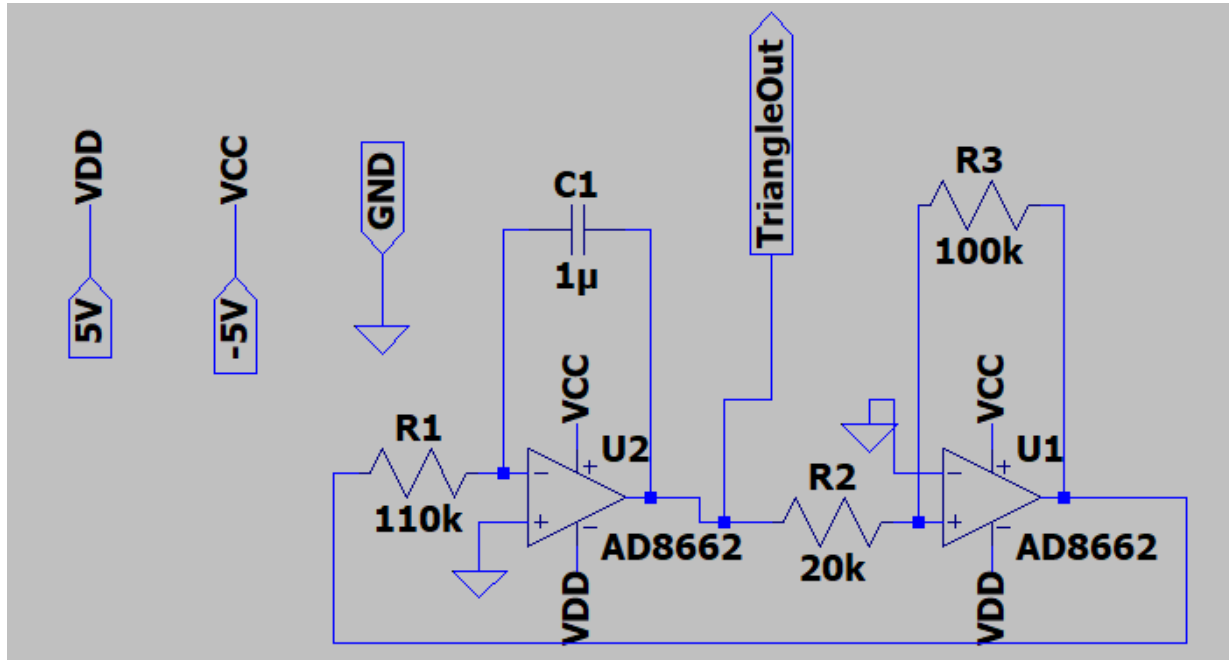 VDD
5V
VCC
-5V
GND
C1
1µ
TriangleOut
R3
100k
R1
110k
VCC
+
U2
−
+
−
AD8662
VDD
R2
20k
VCC
+
U1
−
+
−
AD8662
VDD